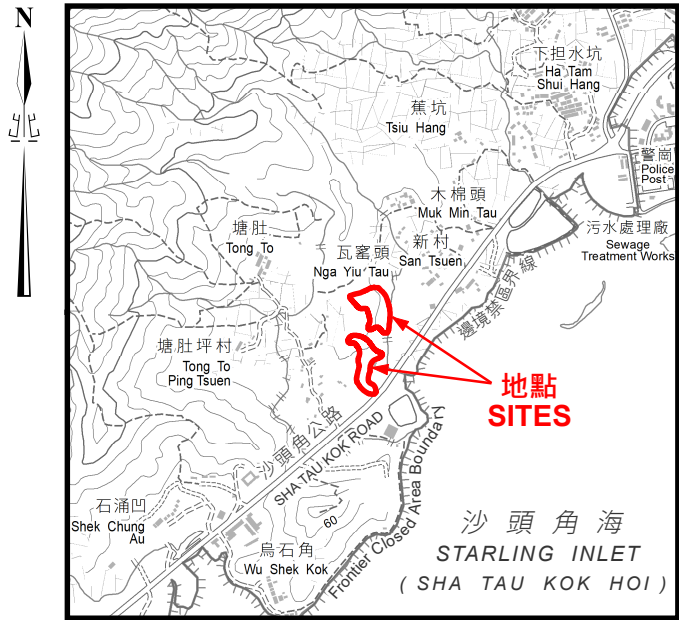 N
下担水坑
Ha Tam
Shui Hang
蕉坑
Tsiu Hang
警崗
Police
Post
木棉頭
Muk Min Tau
塘肚
Tong To
瓦窰頭
Nga Yiu Tau
新村
San Tsuen
污水處理廠
Sewage
Treatment Works
邊境禁區界線
塘肚坪村
Tong To
Ping Tsuen
地點
SITES
沙頭角公路
SHA TAU KOK ROAD
Frontier Closed Area Boundary
石涌凹
Shek Chung
Au
60
烏石角
Wu Shek Kok
沙頭角海
STARLING INLET
( SHA TAU KOK HOI )